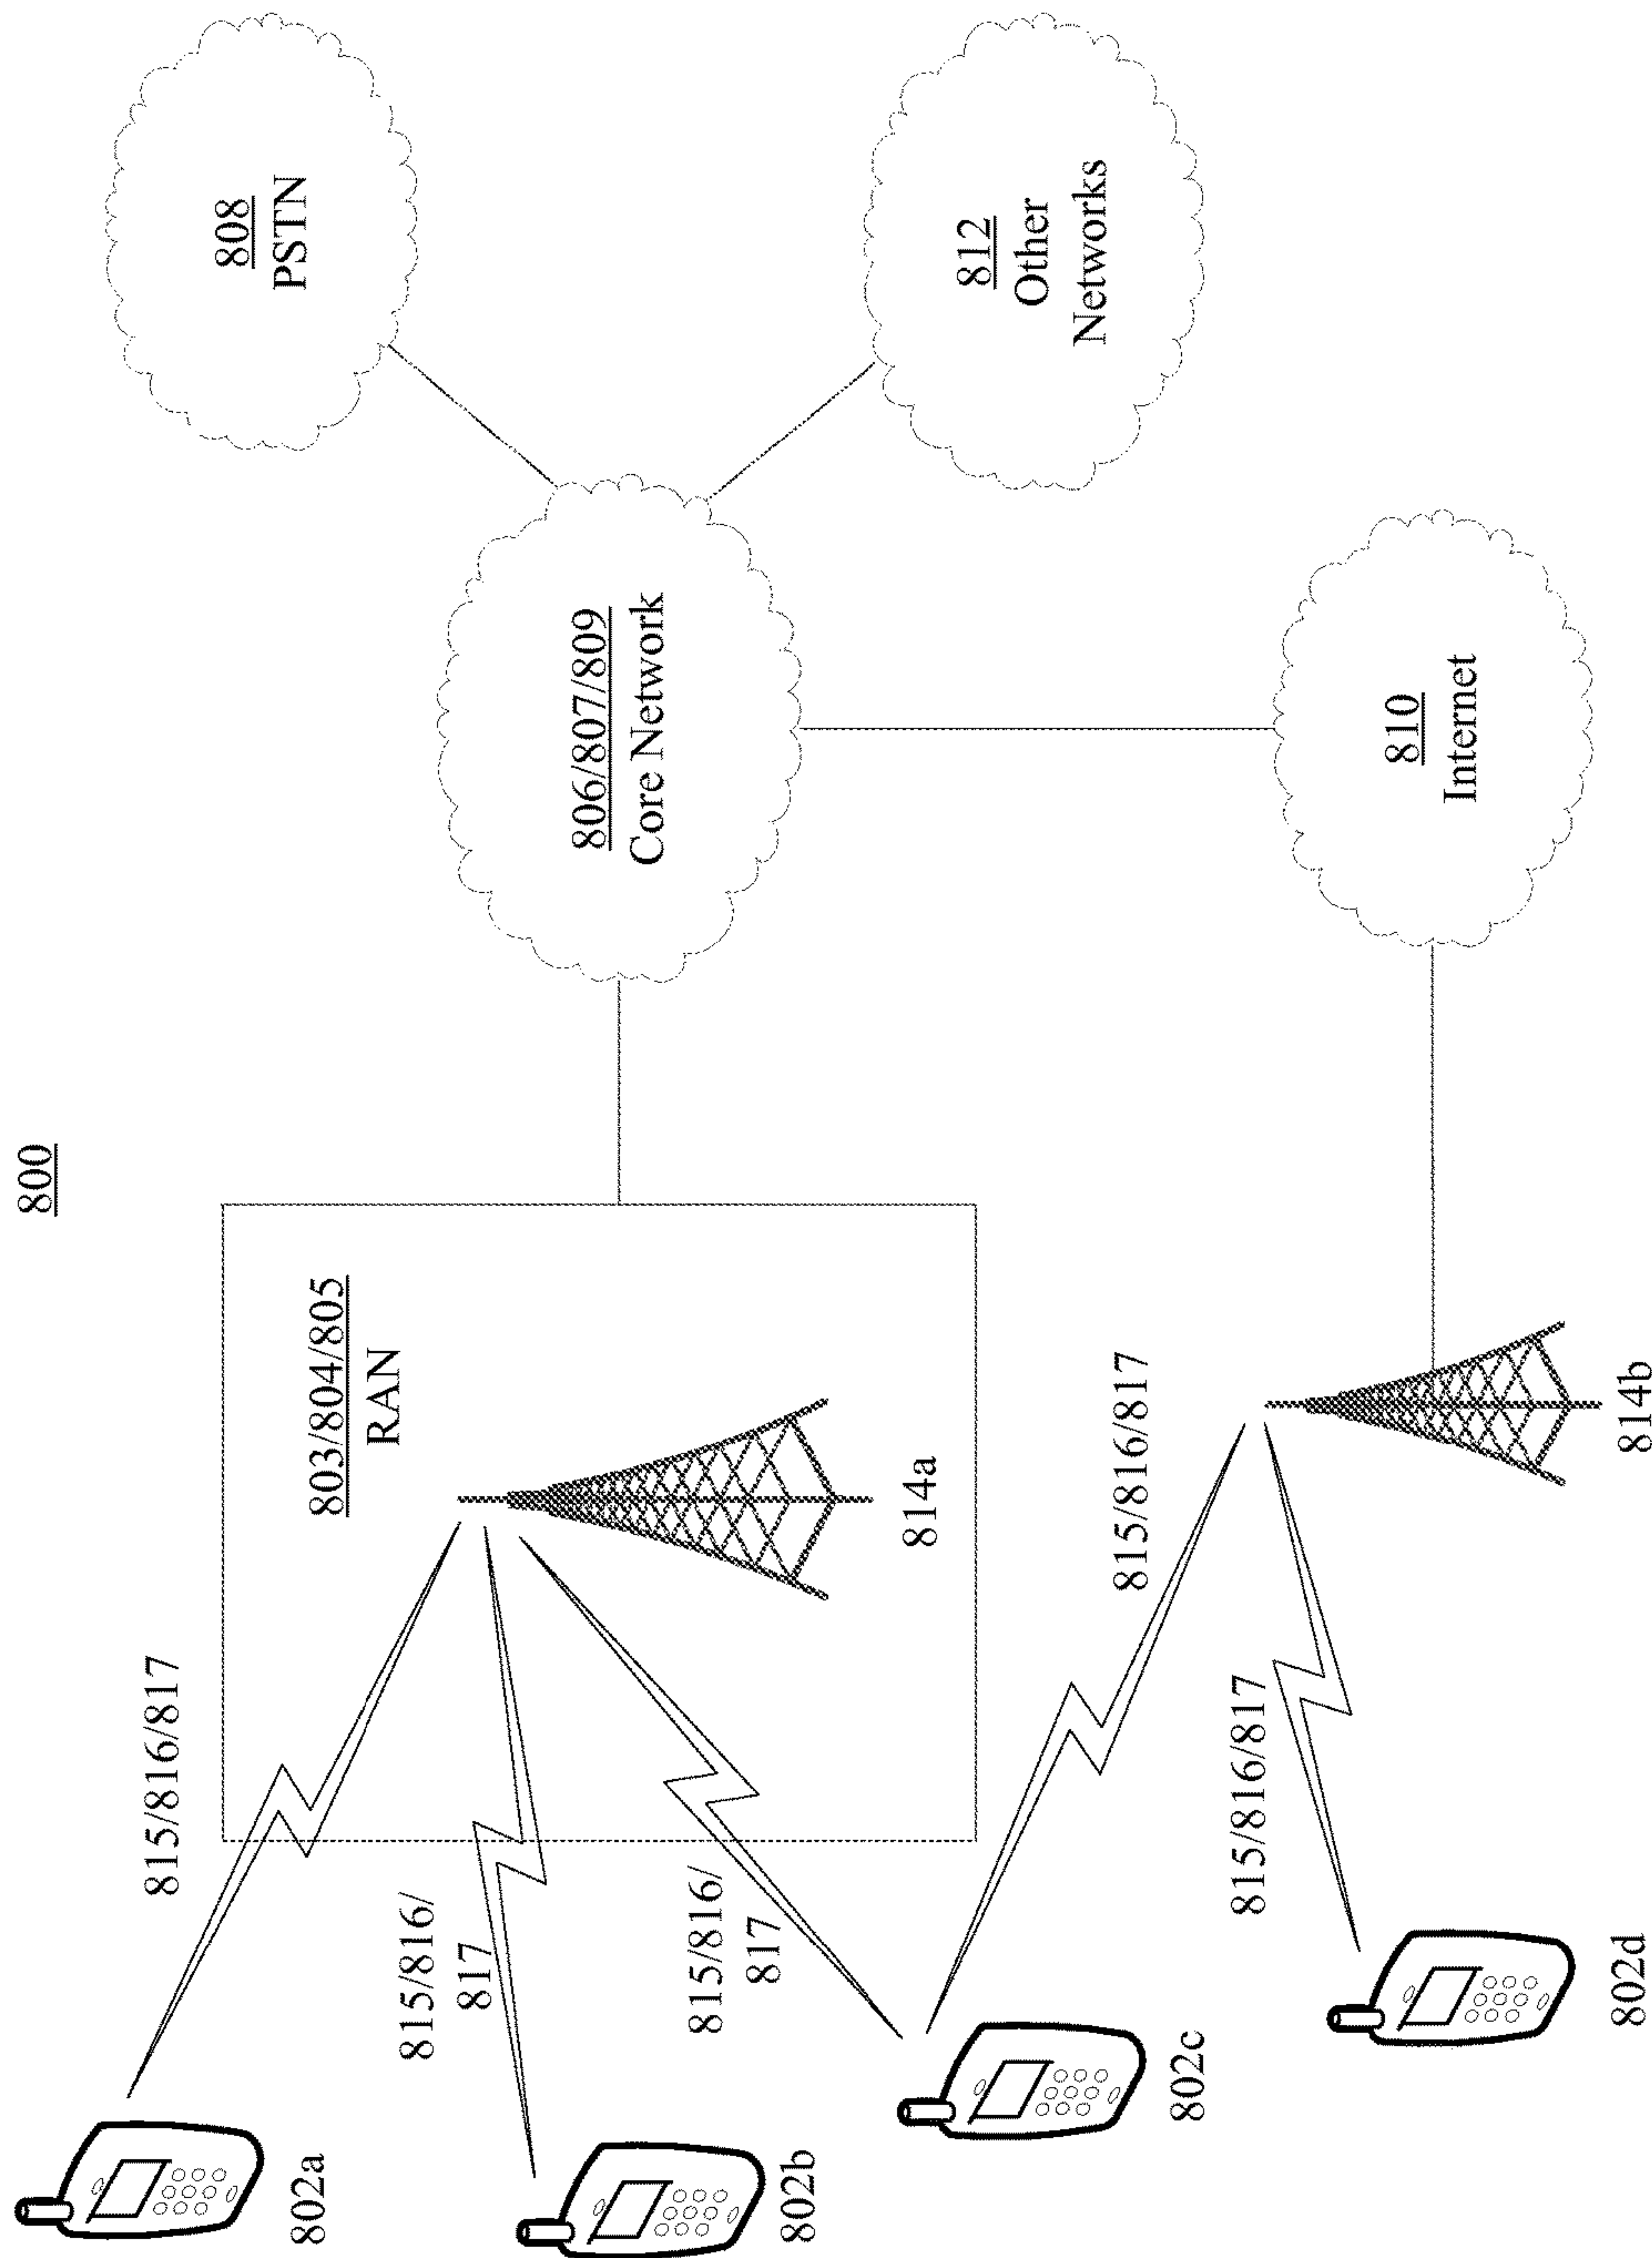 800
815/816/817
803/804/805
RAN
806/807/809
Core Network
808
PSTN
802a
815/816/
817
814a
812
Other
Networks
802b
815/816/
817
802c
815/816/817
810
Internet
815/816/817
814b
802d